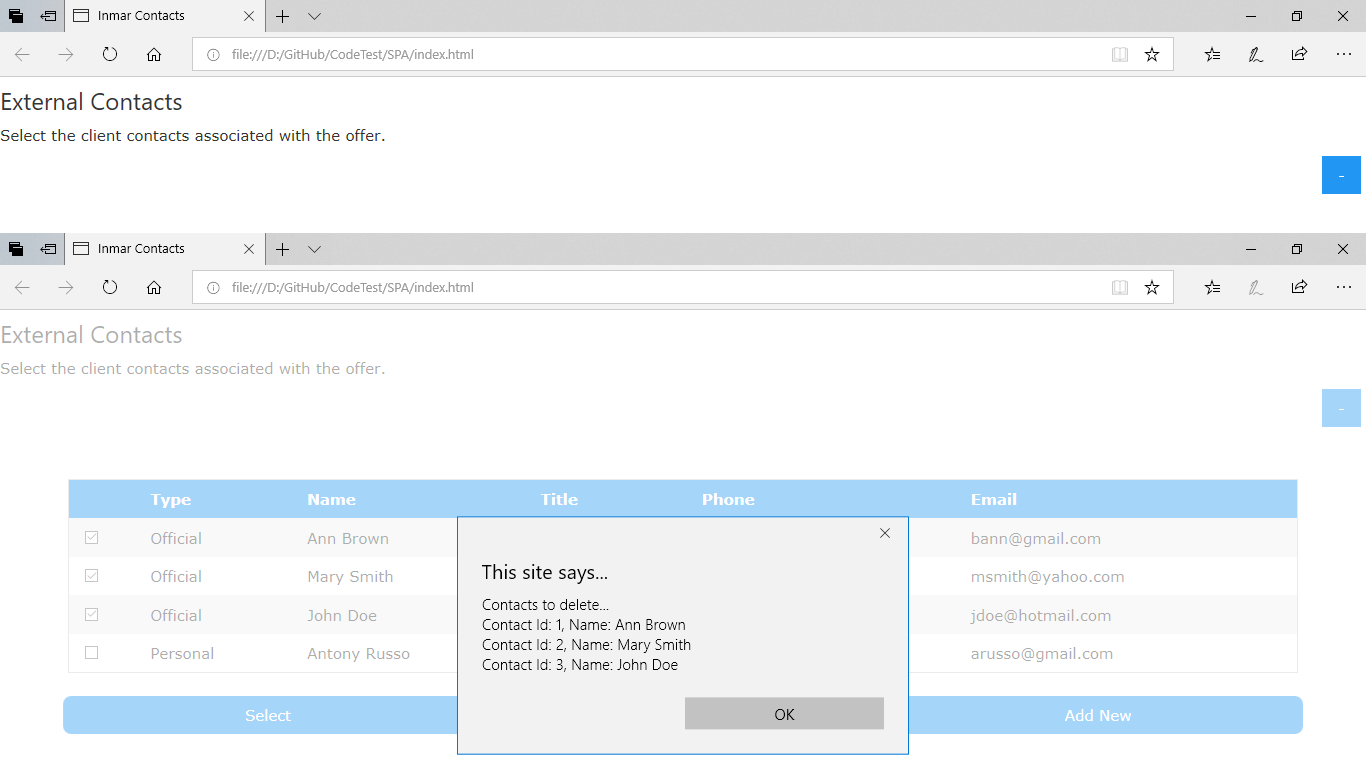 Inmar Contacts
file:///D:/GitHub/CodeTest/SPA/index.html
External Contacts
Select the client contacts associated with the offer.
-
Inmar Contacts
file:///D:/GitHub/CodeTest/SPA/index.html
External Contacts
Select the client contacts associated with the offer.
-
Type Name Title Phone Email
Official Ann Brown bann@gmail.com
Official Mary Smith msmith@yahoo.com
Official John Doe jdoe@hotmail.com
Personal Antony Russo arusso@gmail.com
This site says...
Contacts to delete...
Contact Id: 1, Name: Ann Brown
Contact Id: 2, Name: Mary Smith
Contact Id: 3, Name: John Doe
OK
Select Add New